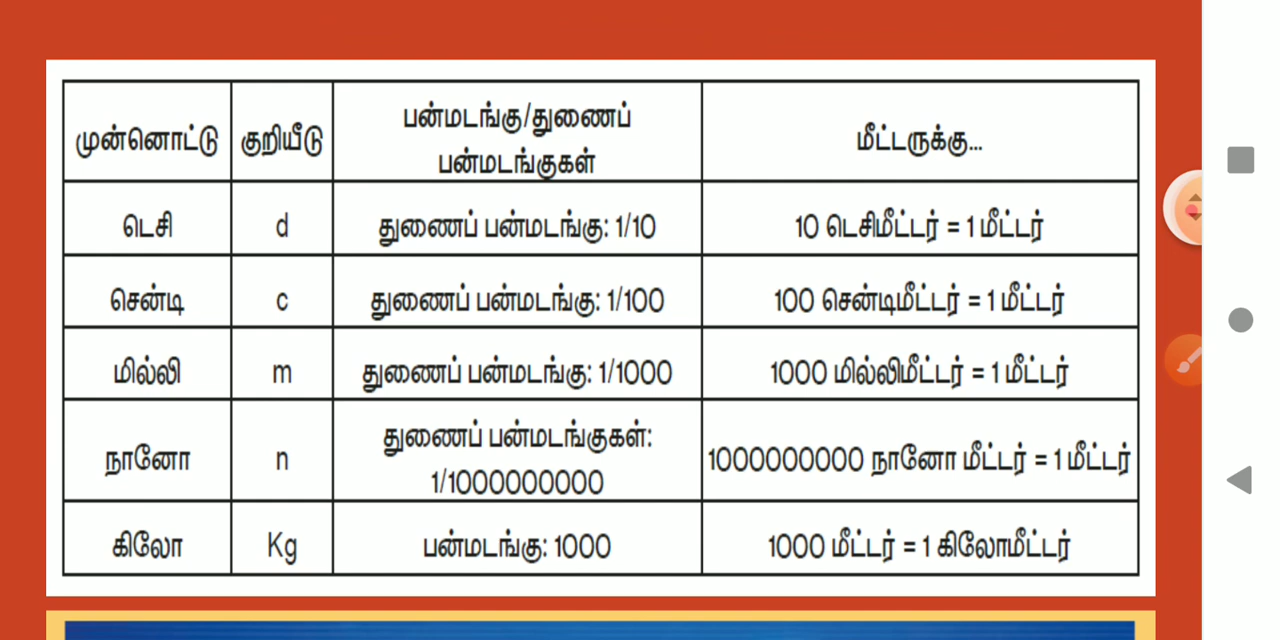 முன்னொட்டு குறியீடு பன்மடங்கு/துணைப் பன்மடங்குகள் மீட்டருக்கு...
டெசி d துணைப் பன்மடங்கு: 1/10 10 டெசிமீட்டர் = 1 மீட்டர்
சென்டி c துணைப் பன்மடங்கு: 1/100 100 சென்டிமீட்டர் = 1 மீட்டர்
மில்லி m துணைப் பன்மடங்கு: 1/1000 1000 மில்லிமீட்டர் = 1 மீட்டர்
நானோ n துணைப் பன்மடங்குகள்: 1/1000000000 1000000000 நானோ மீட்டர் = 1 மீட்டர்
கிலோ Kg பன்மடங்கு: 1000 1000 மீட்டர் = 1 கிலோமீட்டர்